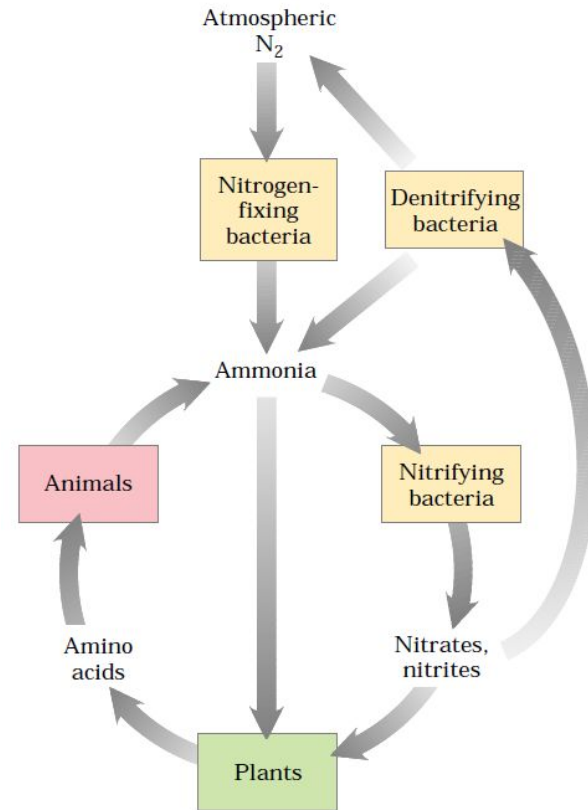 Atmospheric
N₂
Nitrogen-
fixing
bacteria
Denitrifying
bacteria
Ammonia
Animals
Nitrifying
bacteria
Amino
acids
Nitrates,
nitrites
Plants